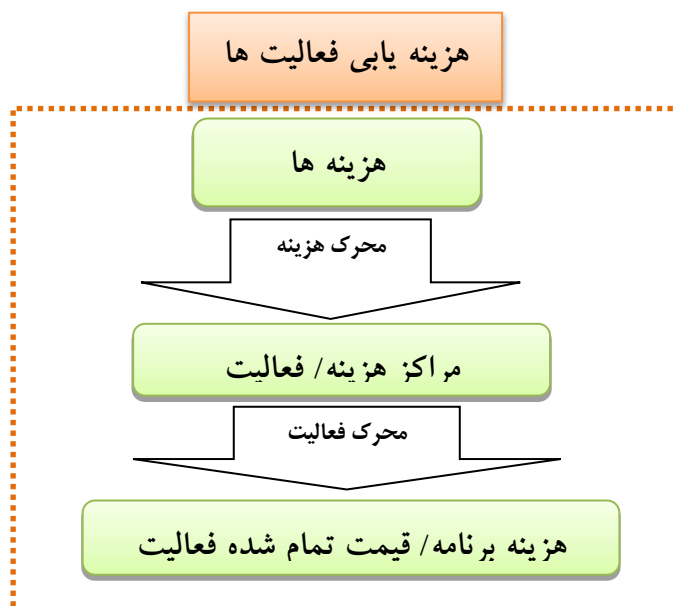 هزینه یابی فعالیت ها
هزینه ها
محرک هزینه
مراکز هزینه/ فعالیت
محرک فعالیت
هزینه برنامه/ قیمت تمام شده فعالیت